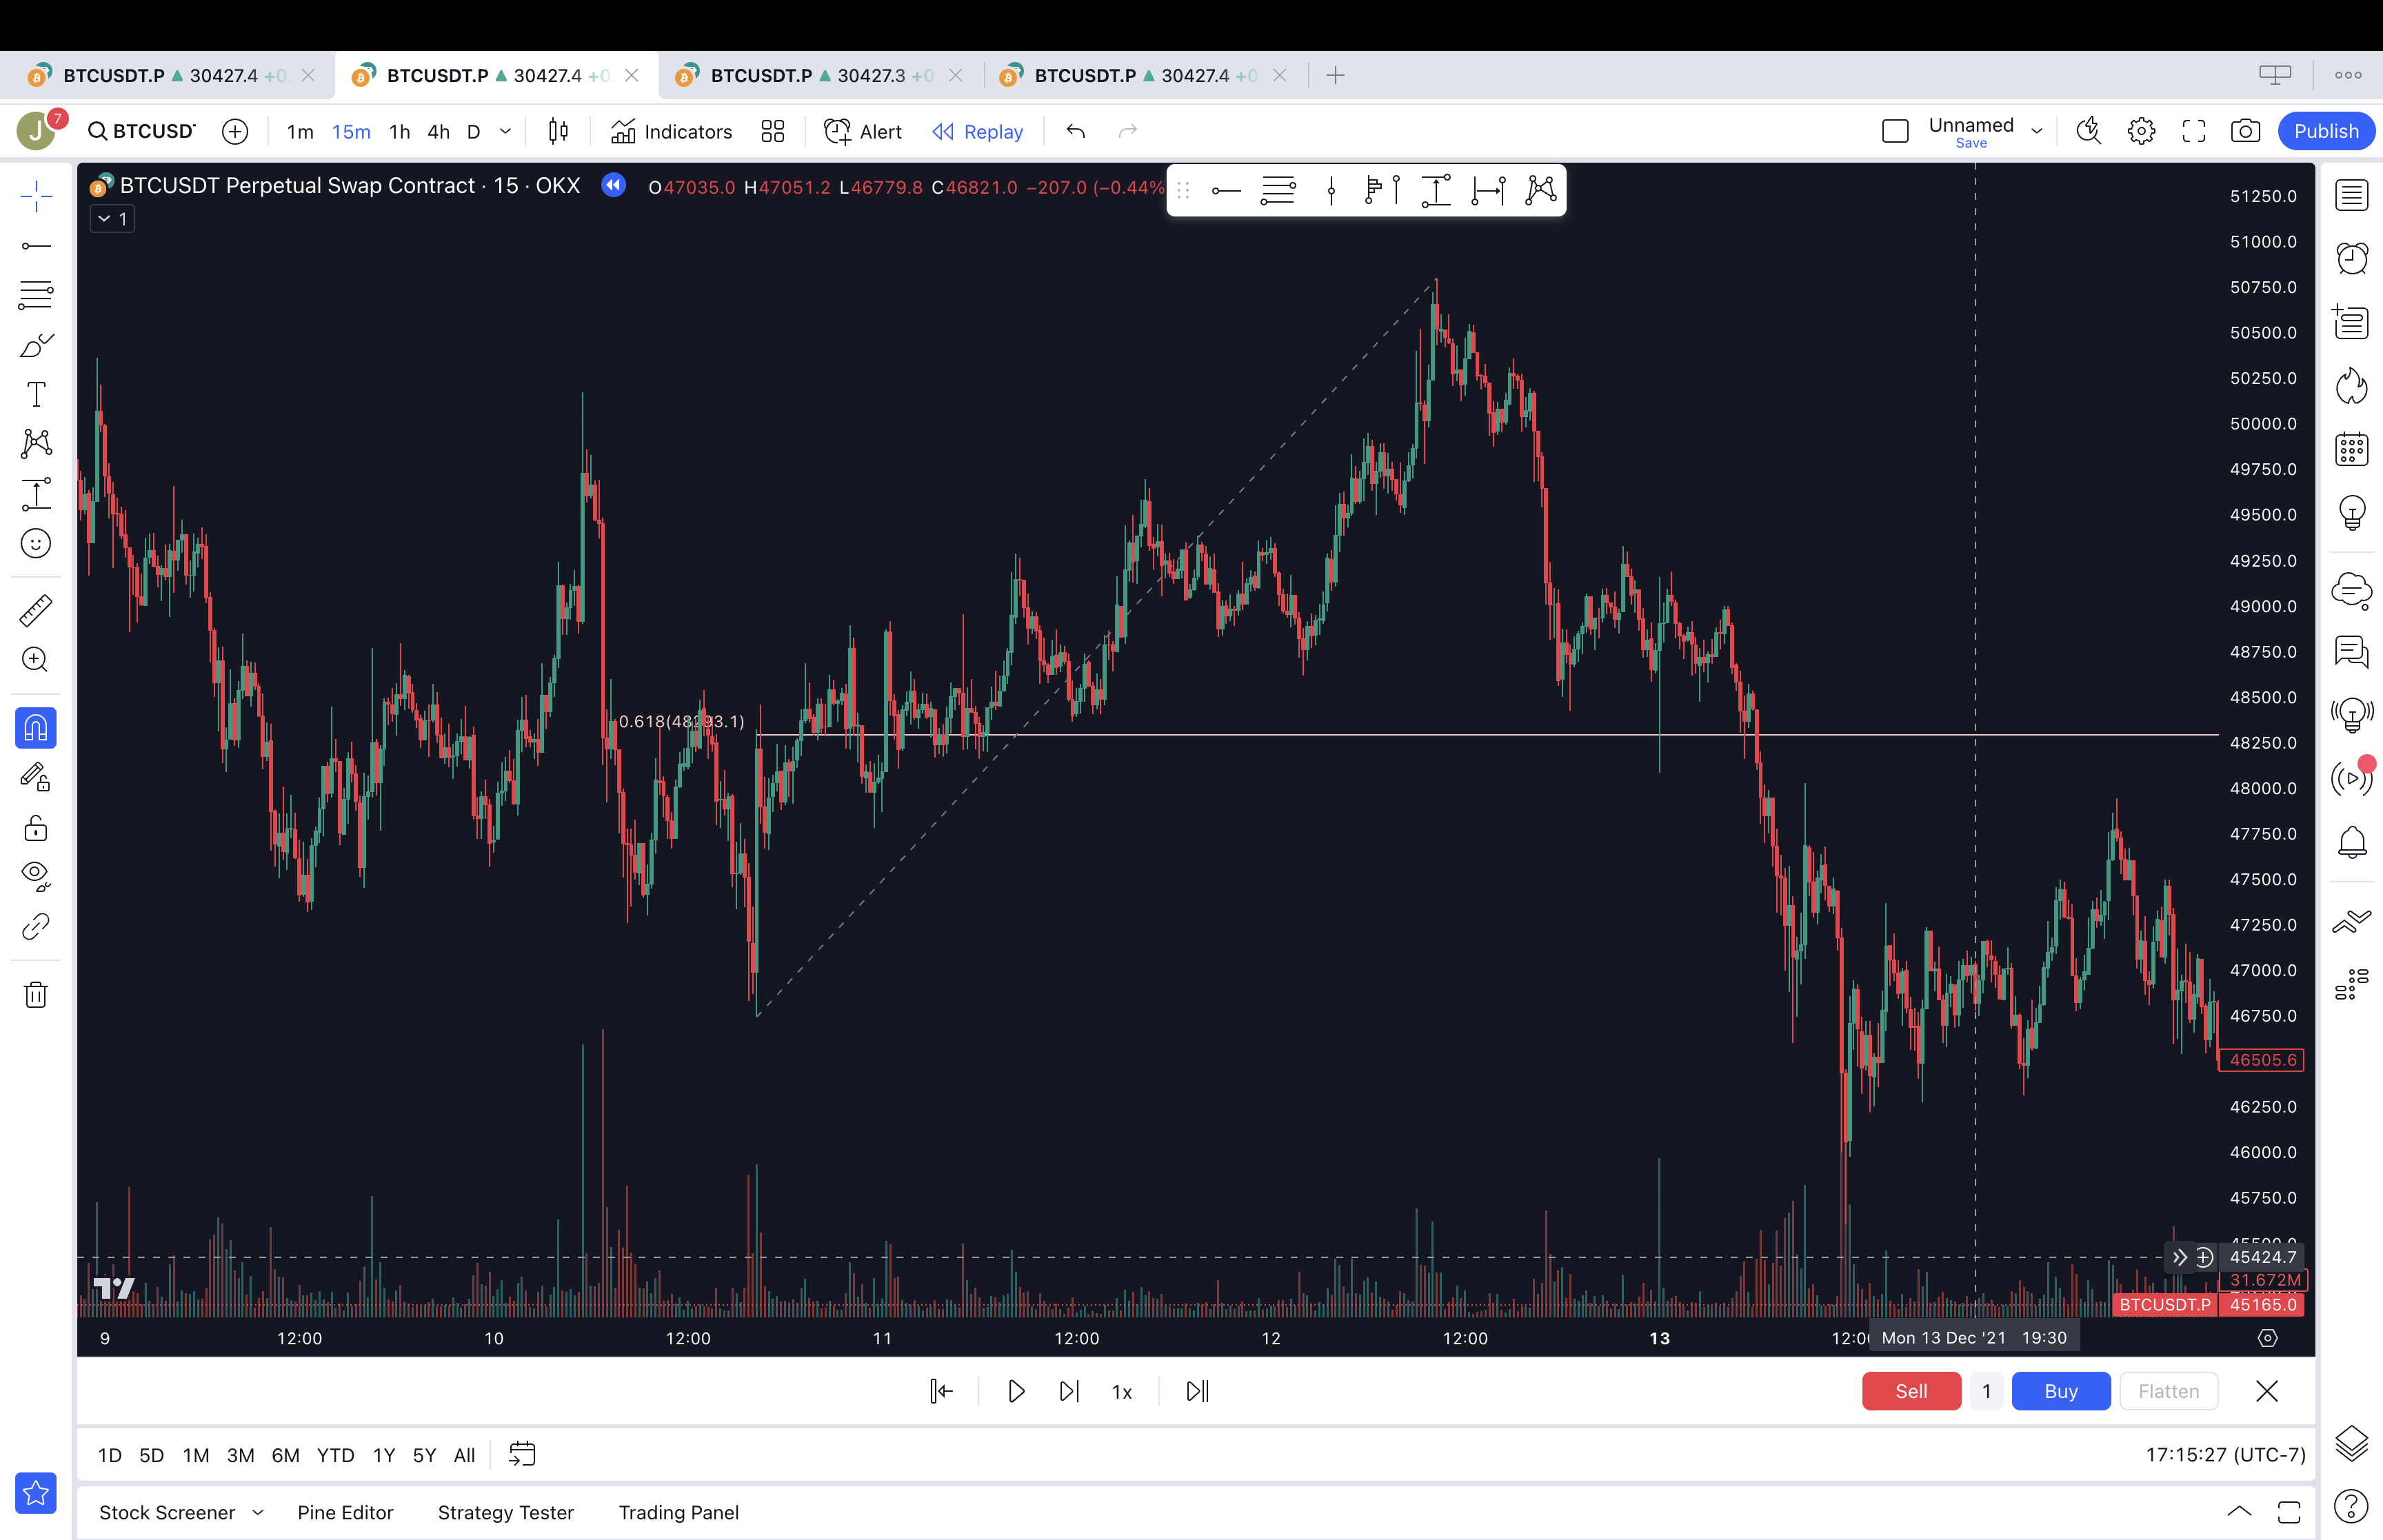 BTCUSDT.P ▲ 30427.4 +0. BTCUSDT.P ▲ 30427.4 +0. BTCUSDT.P ▲ 30427.3 +0. BTCUSDT.P ▲ 30427.4 +0.
J 7 BTCUSDT 1m 15m 1h 4h D Indicators Alert Replay Unnamed Publish
Save
BTCUSDT Perpetual Swap Contract · 15 · OKX O47035.0 H47051.2 L46779.8 C46821.0 −207.0 (−0.44%
1
51250.0
51000.0
50750.0
50500.0
50250.0
50000.0
49750.0
49500.0
49250.0
49000.0
48750.0
48500.0
0.618(48293.1)
48250.0
48000.0
47750.0
47500.0
47250.0
47000.0
46750.0
46505.6
46250.0
46000.0
45750.0
45424.7
31.672M
BTCUSDT.P 45165.0
9 12:00 10 12:00 11 12:00 12 12:00 13 12:00 Mon 13 Dec '21 19:30
1x Sell 1 Buy Flatten
1D 5D 1M 3M 6M YTD 1Y 5Y All 17:15:27 (UTC-7)
Stock Screener Pine Editor Strategy Tester Trading Panel